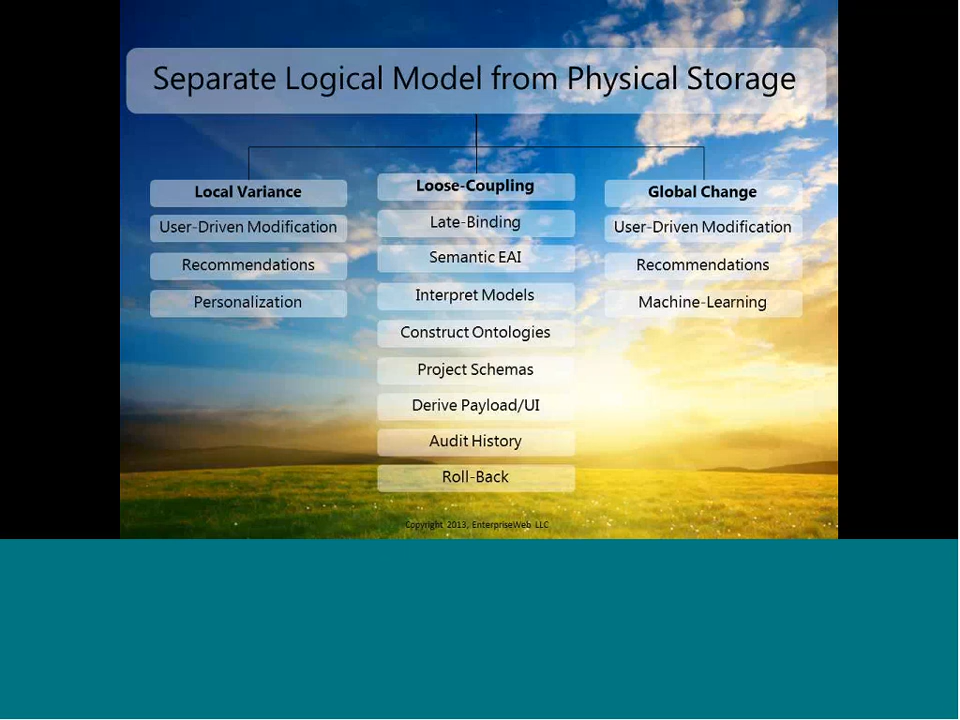 Separate Logical Model from Physical Storage
Local Variance
User-Driven Modification
Recommendations
Personalization
Loose-Coupling
Late-Binding
Semantic EAI
Interpret Models
Construct Ontologies
Project Schemas
Derive Payload/UI
Audit History
Roll-Back
Global Change
User-Driven Modification
Recommendations
Machine-Learning
Copyright 2013, EnterpriseWeb LLC